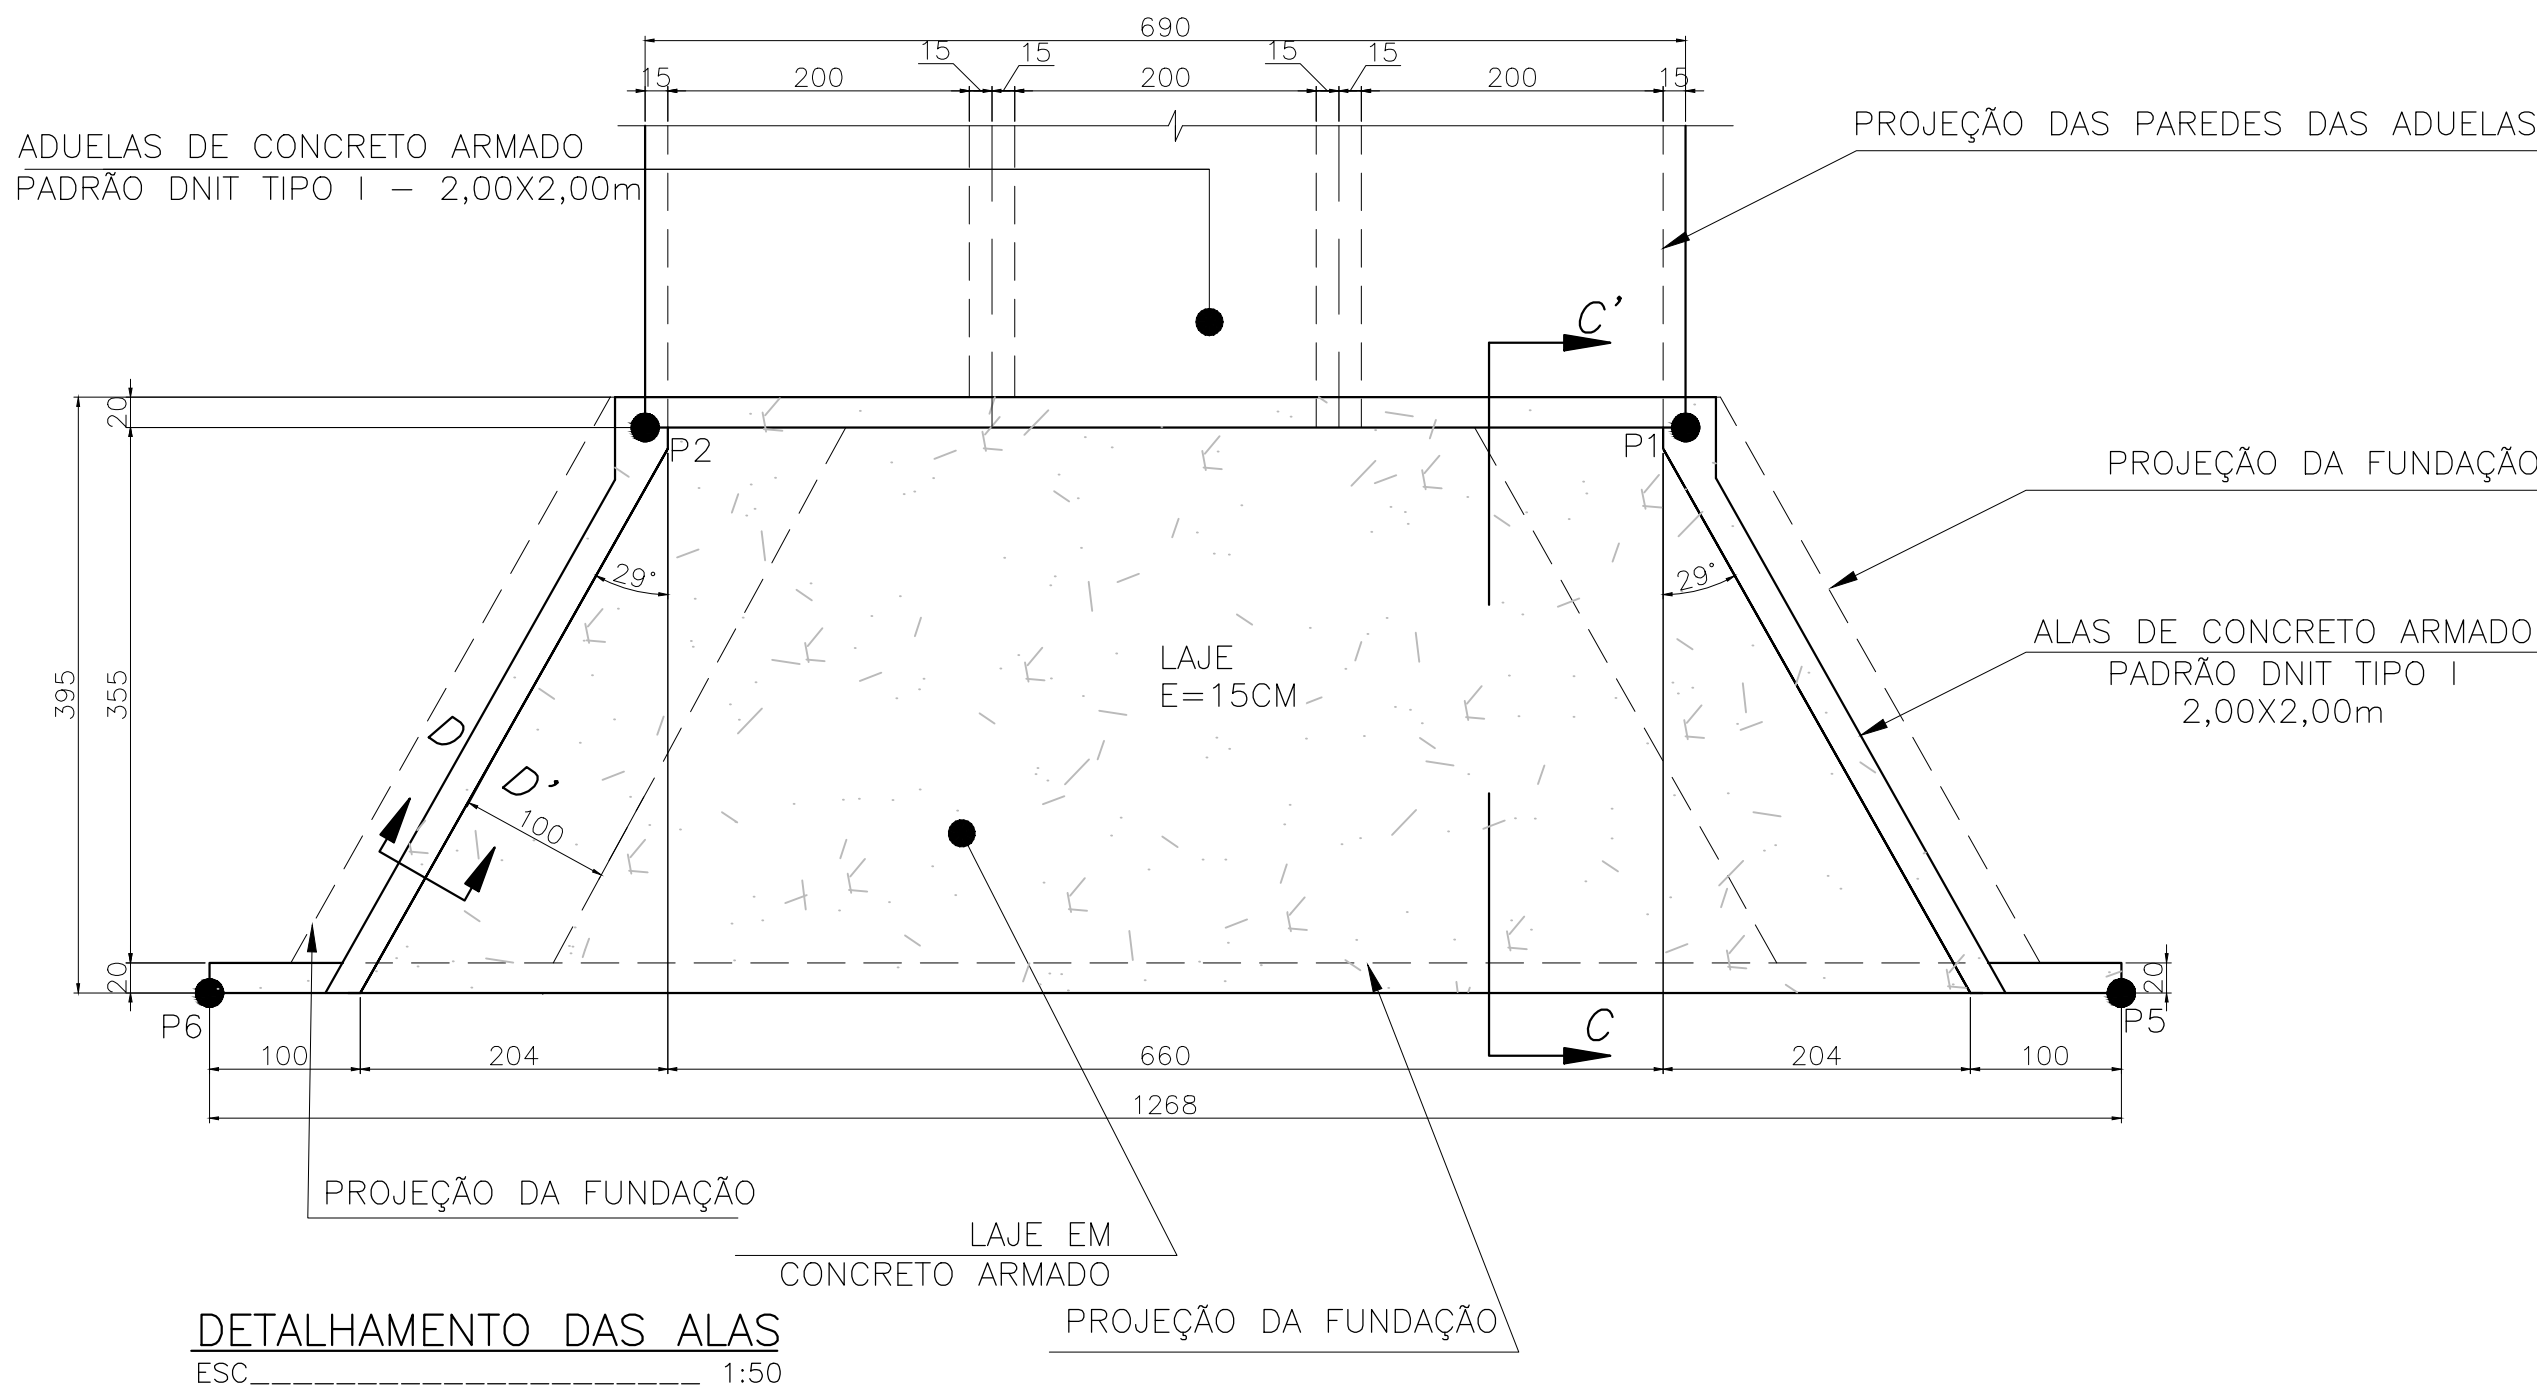 690
15
15
15
15
15
200
200
200
15
ADUELAS DE CONCRETO ARMADO
PADRÃO DNIT TIPO I - 2,00X2,00m
PROJEÇÃO DAS PAREDES DAS ADUELAS
C'
20
P2
P1
PROJEÇÃO DA FUNDAÇÃO
29°
29°
ALAS DE CONCRETO ARMADO
PADRÃO DNIT TIPO I
2,00X2,00m
LAJE
E=15CM
395
355
D
D'
100
20
20
P6
C
P5
100
204
660
204
100
1268
PROJEÇÃO DA FUNDAÇÃO
LAJE EM
CONCRETO ARMADO
PROJEÇÃO DA FUNDAÇÃO
DETALHAMENTO DAS ALAS
ESC_____________________ 1:50